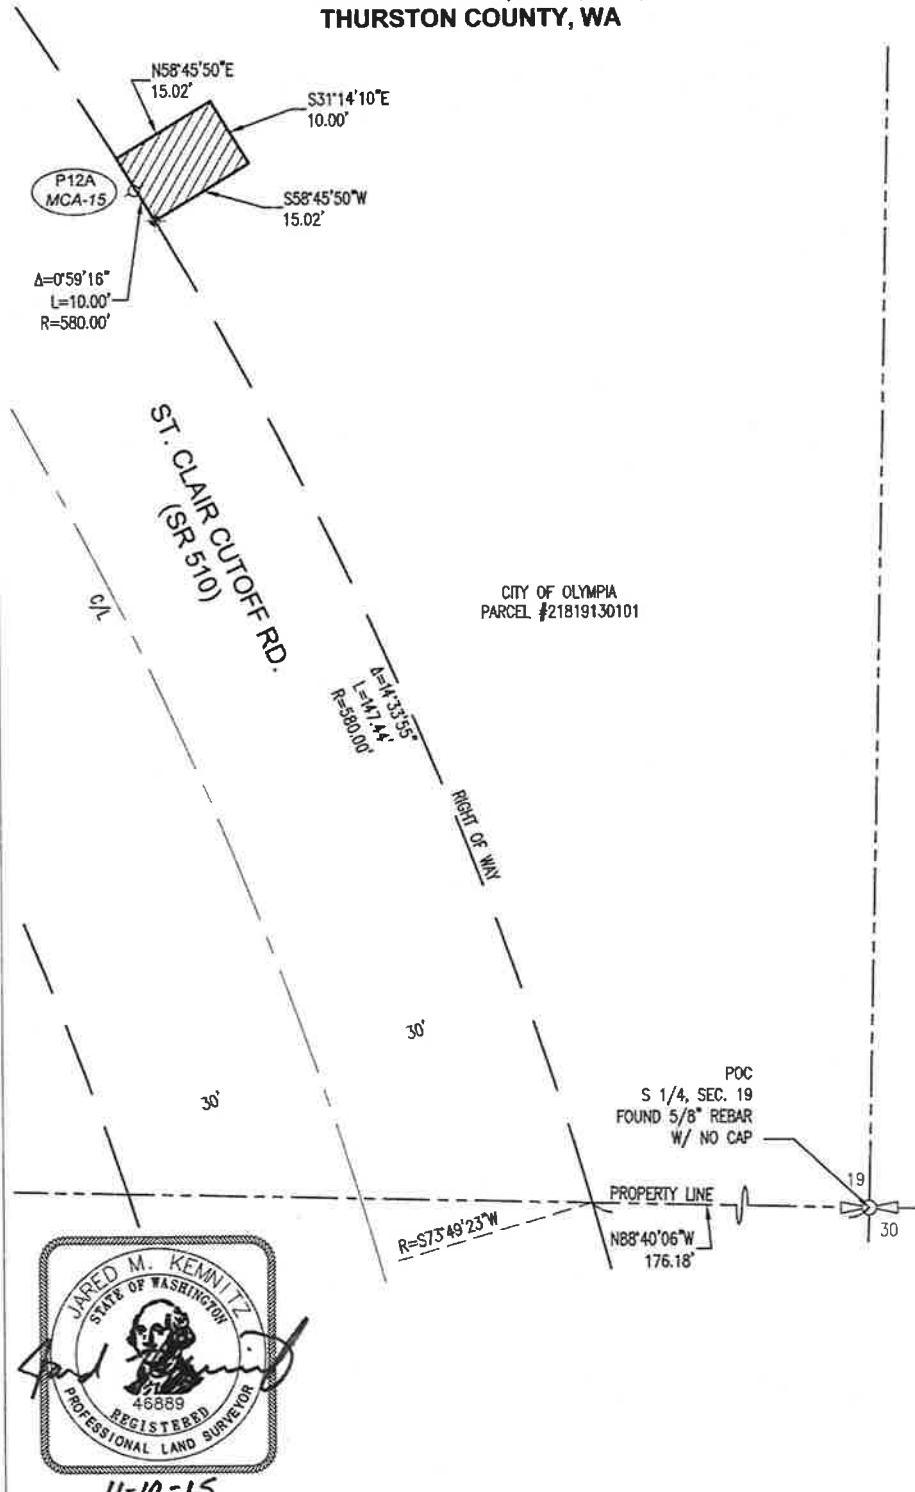 THURSTON COUNTY, WA
N58°45'50"E
15.02'
S31°14'10"E
10.00'
P12A
MCA-15
S58°45'50"W
15.02'
Δ=0°59'16"
L=10.00'
R=580.00'
ST. CLAIR CUTOFF RD.
(SR 510)
C/L
CITY OF OLYMPIA
PARCEL #21819130101
Δ=14°33'55"
L=147.44'
R=580.00'
RIGHT OF WAY
30'
30'
POC
S 1/4, SEC. 19
FOUND 5/8" REBAR
W/ NO CAP
19
30
PROPERTY LINE
R=S73°49'23"W
N88°40'06"W
176.18'
JARED M. KEMNITZ
STATE OF WASHINGTON
46889
REGISTERED
PROFESSIONAL LAND SURVEYOR